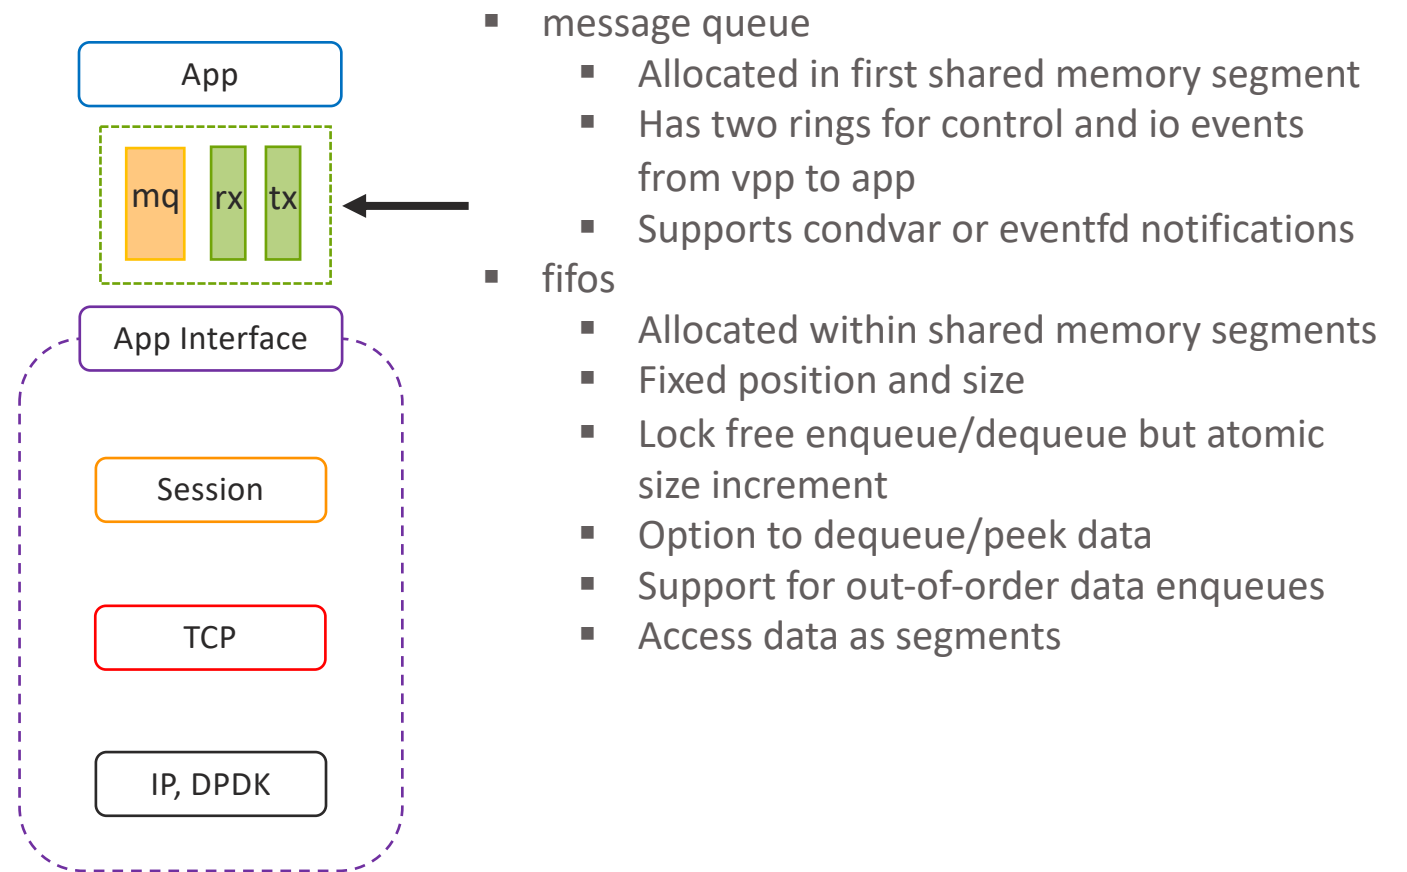 App
mq rx tx
App Interface
Session
TCP
IP, DPDK
▪ message queue
▪ Allocated in first shared memory segment
▪ Has two rings for control and io events
from vpp to app
▪ Supports condvar or eventfd notifications
▪ fifos
▪ Allocated within shared memory segments
▪ Fixed position and size
▪ Lock free enqueue/dequeue but atomic
size increment
▪ Option to dequeue/peek data
▪ Support for out-of-order data enqueues
▪ Access data as segments